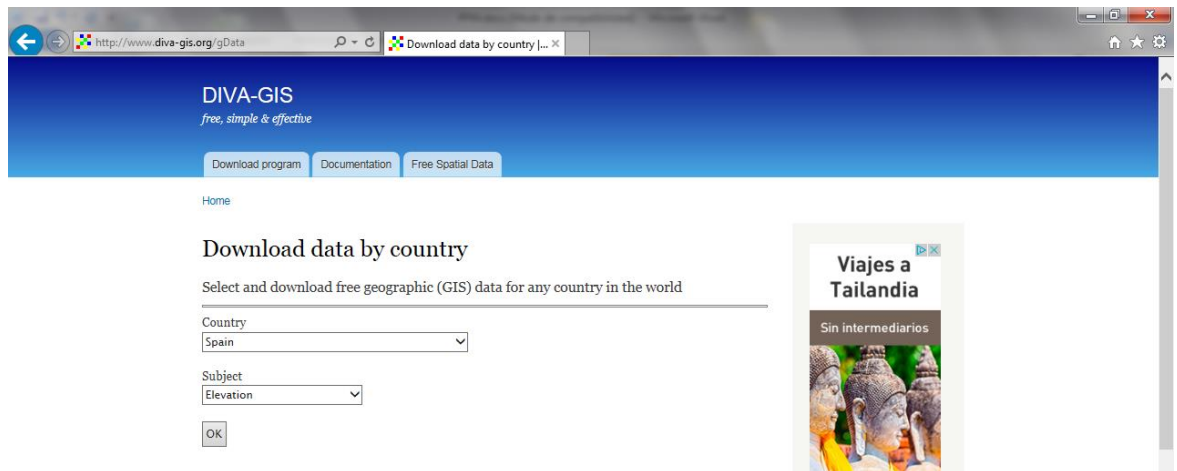 http://www.diva-gis.org/gData
Download data by country |...
DIVA-GIS
free, simple & effective
Download program
Documentation
Free Spatial Data
Home
Download data by country
Select and download free geographic (GIS) data for any country in the world
Country
Spain
Subject
Elevation
OK
Viajes a
Tailandia
Sin intermediarios